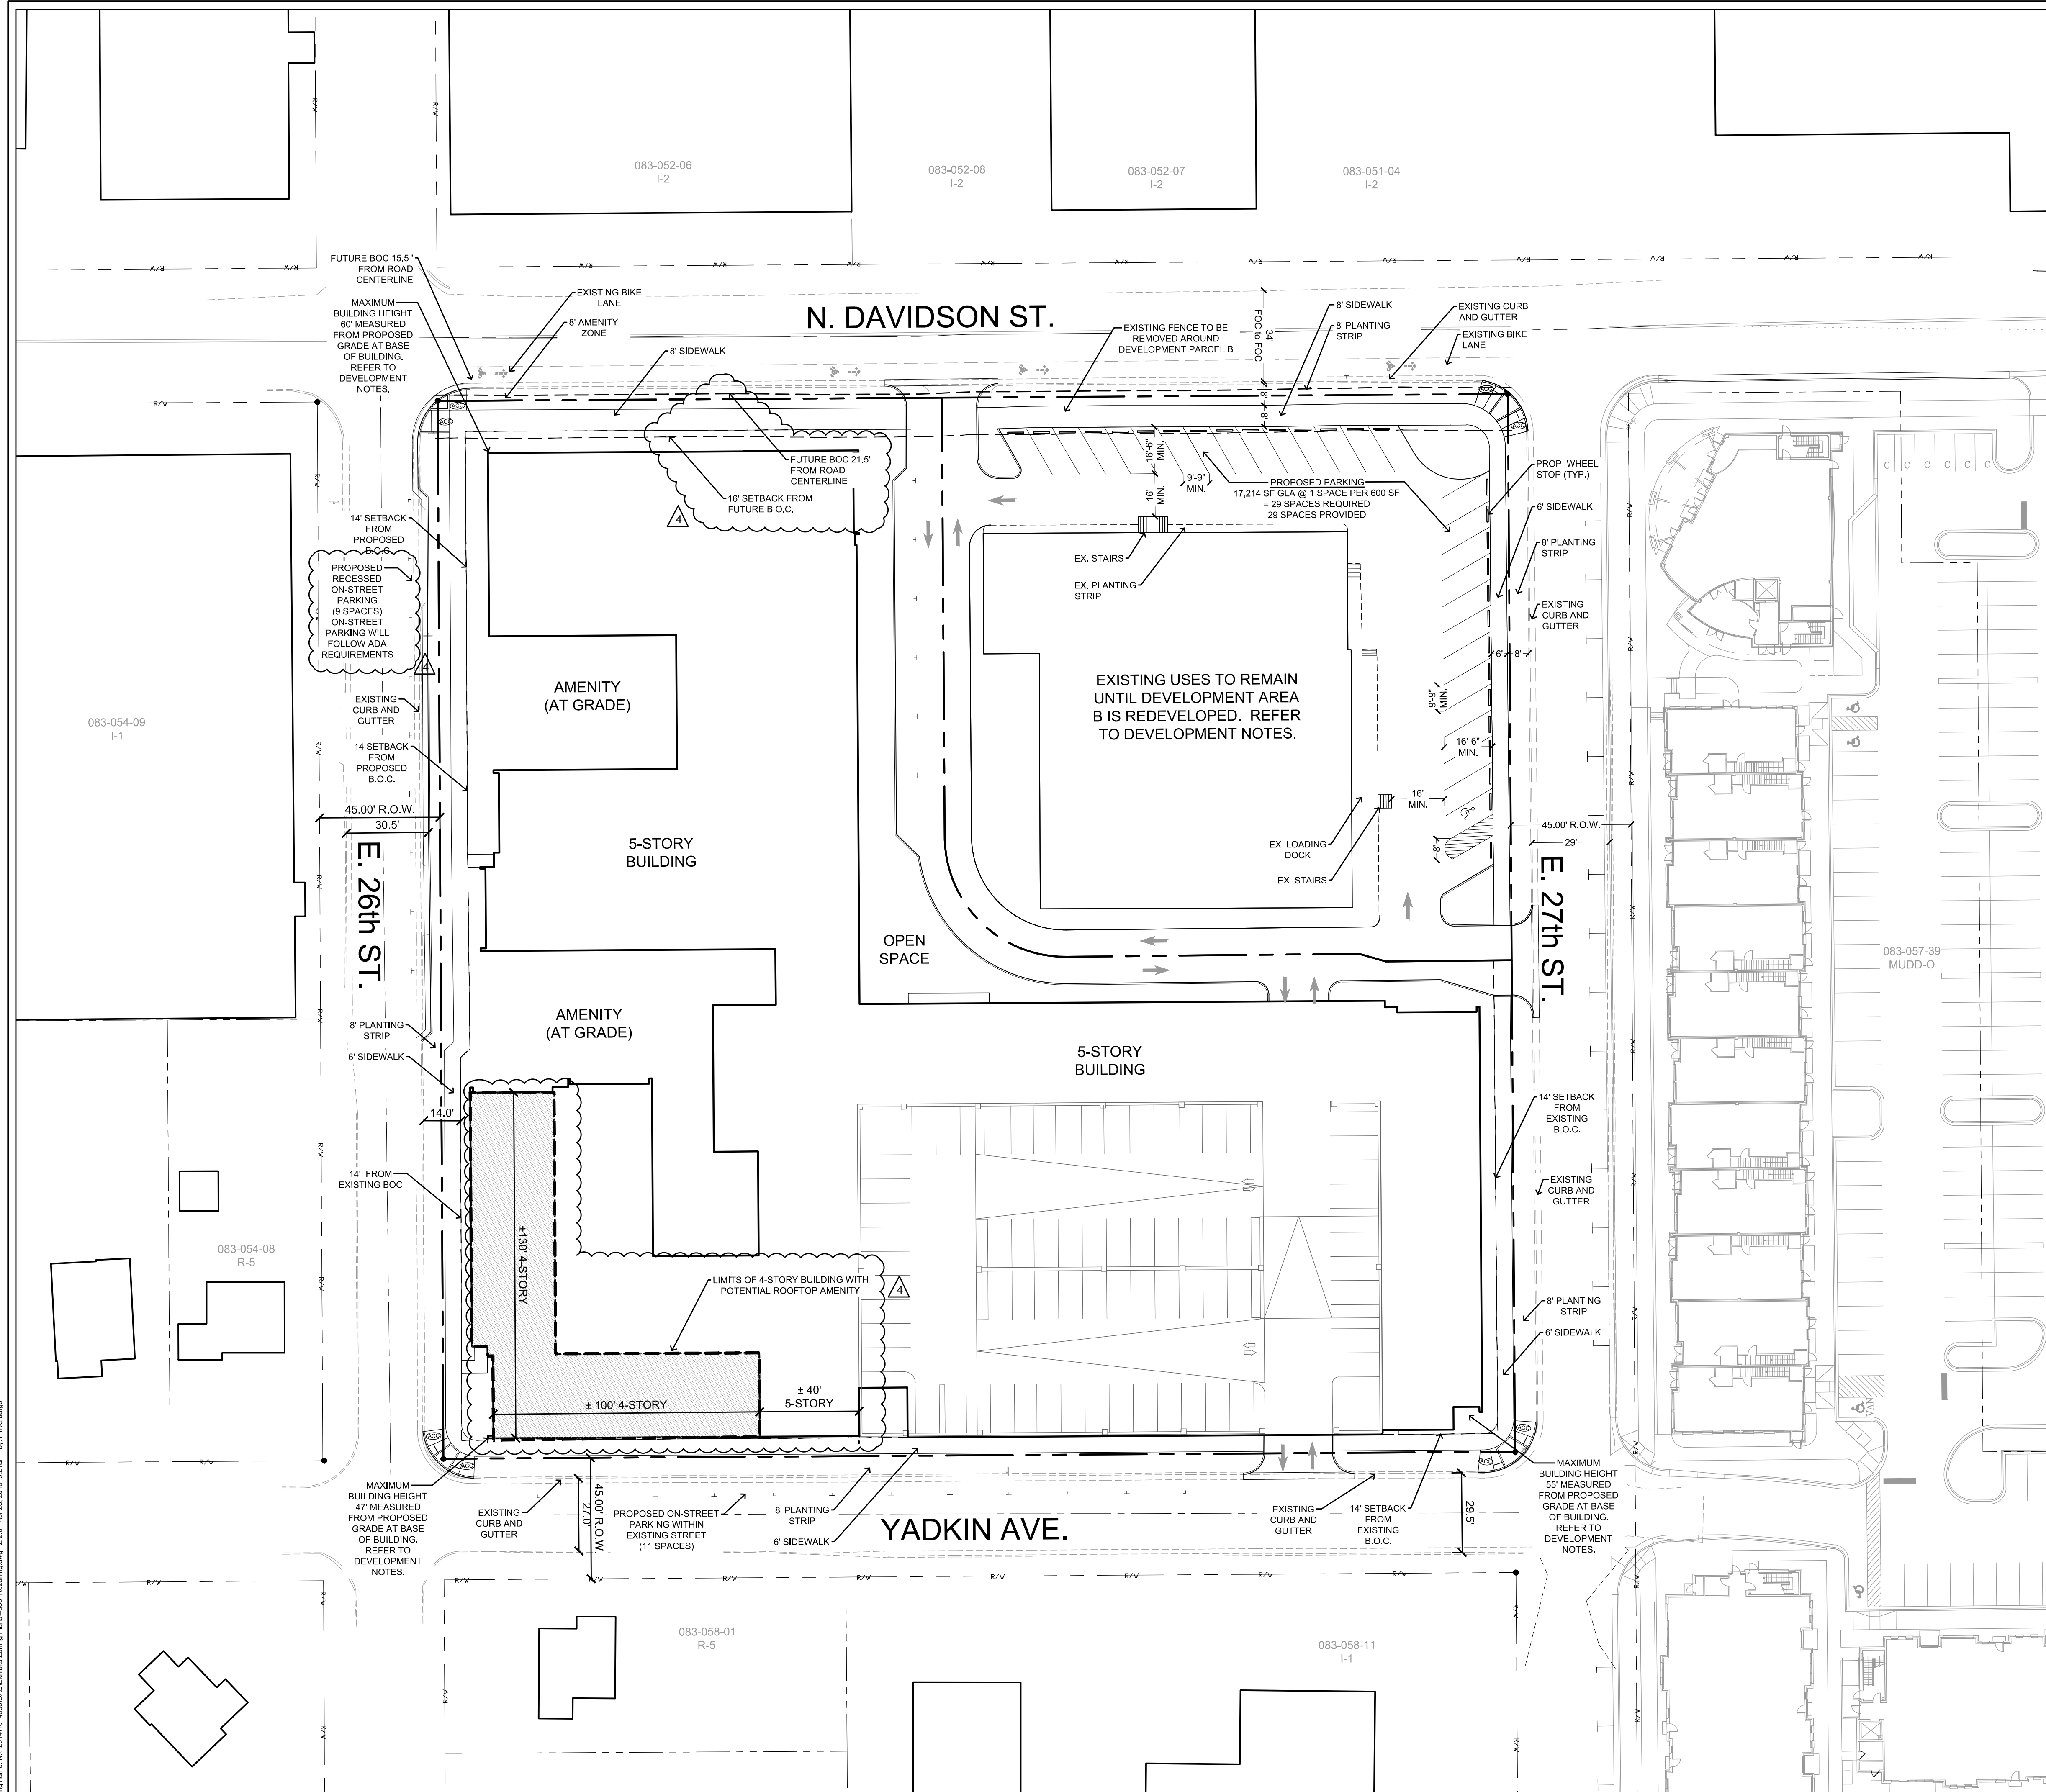 083-052-06
I-2
083-052-08
I-2
083-052-07
I-2
083-051-04
I-2
R/W
FUTURE BOC 15.5 '
FROM ROAD
CENTERLINE
MAXIMUM
BUILDING HEIGHT
60' MEASURED
FROM PROPOSED
GRADE AT BASE
OF BUILDING.
REFER TO
DEVELOPMENT
NOTES.
EXISTING BIKE
LANE
8' AMENITY
ZONE
8' SIDEWALK
N. DAVIDSON ST.
EXISTING FENCE TO BE
REMOVED AROUND
DEVELOPMENT PARCEL B
34'
FOC to FOC
8' SIDEWALK
8' PLANTING
STRIP
EXISTING CURB
AND GUTTER
EXISTING BIKE
LANE
8'
8'
FUTURE BOC 21.5'
FROM ROAD
CENTERLINE
16' SETBACK FROM
FUTURE B.O.C.
4
16'-6"
MIN.
9'-9"
MIN.
16'
MIN.
PROPOSED PARKING
17,214 SF GLA @ 1 SPACE PER 600 SF
= 29 SPACES REQUIRED
29 SPACES PROVIDED
PROP. WHEEL
STOP (TYP.)
6' SIDEWALK
8' PLANTING
STRIP
EXISTING
CURB AND
GUTTER
C C C C C C
14' SETBACK
FROM
PROPOSED
B.O.C.
PROPOSED
RECESSED
ON-STREET
PARKING
(9 SPACES)
ON-STREET
PARKING WILL
FOLLOW ADA
REQUIREMENTS
4
EX. STAIRS
EX. PLANTING
STRIP
6'
8'
AMENITY
(AT GRADE)
EXISTING USES TO REMAIN
UNTIL DEVELOPMENT AREA
B IS REDEVELOPED. REFER
TO DEVELOPMENT NOTES.
9'-9"
MIN.
16'-6"
MIN.
16'
MIN.
083-054-09
I-1
EXISTING
CURB AND
GUTTER
14 SETBACK
FROM
PROPOSED
B.O.C.
45.00' R.O.W.
30.5'
E. 26th ST.
5-STORY
BUILDING
EX. LOADING
DOCK
EX. STAIRS
8'
45.00' R.O.W.
29'
E. 27th ST.
OPEN
SPACE
083-057-39
MUDD-O
8' PLANTING
STRIP
6' SIDEWALK
AMENITY
(AT GRADE)
5-STORY
BUILDING
14.0'
14' SETBACK
FROM
EXISTING
B.O.C.
14' FROM
EXISTING BOC
±130' 4-STORY
EXISTING
CURB AND
GUTTER
083-054-08
R-5
LIMITS OF 4-STORY BUILDING WITH
POTENTIAL ROOFTOP AMENITY
4
8' PLANTING
STRIP
6' SIDEWALK
± 100' 4-STORY
± 40'
5-STORY
VAN
MAXIMUM
BUILDING HEIGHT
47' MEASURED
FROM PROPOSED
GRADE AT BASE
OF BUILDING.
REFER TO
DEVELOPMENT
NOTES.
EXISTING
CURB AND
GUTTER
27.0'
45.00' R.O.W.
PROPOSED ON-STREET
PARKING WITHIN
EXISTING STREET
(11 SPACES)
8' PLANTING
STRIP
6' SIDEWALK
YADKIN AVE.
EXISTING
CURB AND
GUTTER
14' SETBACK
FROM
EXISTING
B.O.C.
29.5'
MAXIMUM
BUILDING HEIGHT
55' MEASURED
FROM PROPOSED
GRADE AT BASE
OF BUILDING.
REFER TO
DEVELOPMENT
NOTES.
083-058-01
R-5
083-058-11
I-1